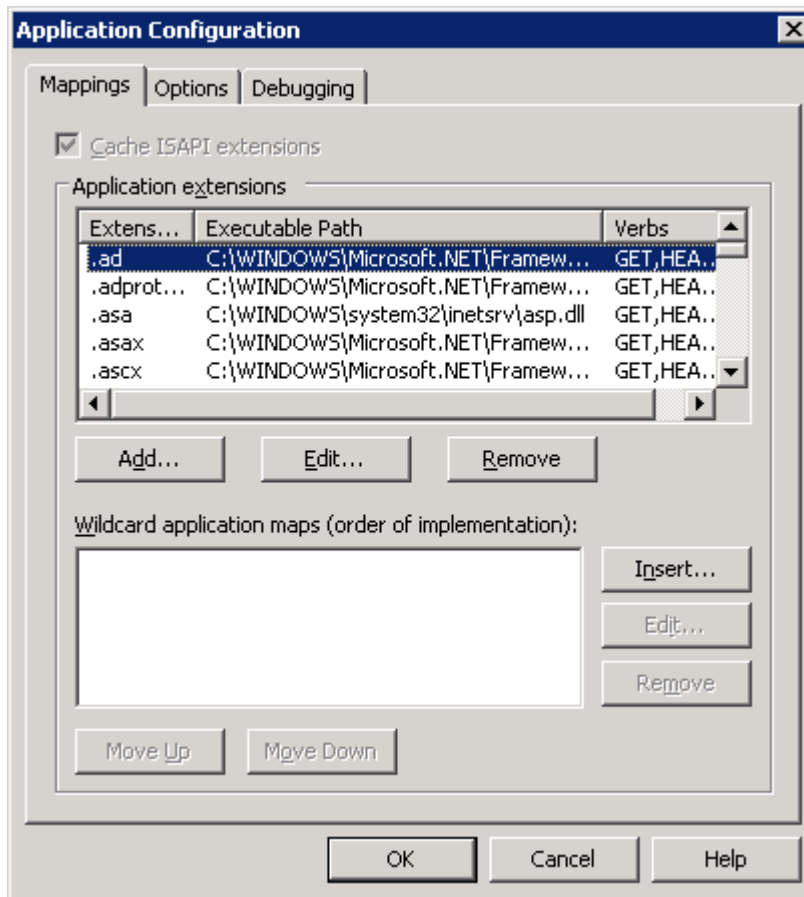 Application Configuration
Mappings Options Debugging
Cache ISAPI extensions
Application extensions
Extens... Executable Path Verbs
.ad C:\WINDOWS\Microsoft.NET\Framew... GET,HEA...
.adprot... C:\WINDOWS\Microsoft.NET\Framew... GET,HEA..
.asa C:\WINDOWS\system32\inetsrv\asp.dll GET,HEA..
.asax C:\WINDOWS\Microsoft.NET\Framew... GET,HEA..
.ascx C:\WINDOWS\Microsoft.NET\Framew... GET,HEA..
Add... Edit... Remove
Wildcard application maps (order of implementation):
Insert...
Edit...
Remove
Move Up Move Down
OK Cancel Help